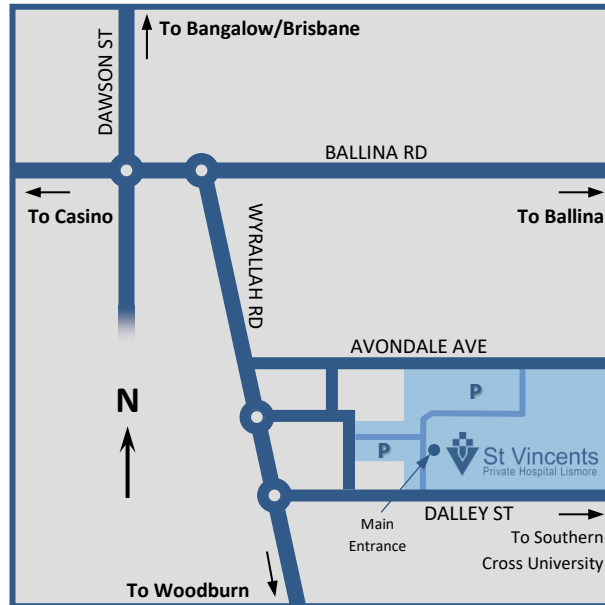 To Bangalow/Brisbane
DAWSON ST
BALLINA RD
To Casino
To Ballina
WYRALLAH RD
AVONDALE AVE
N
P
P
St Vincents
Private Hospital Lismore
DALLEY ST
Main
Entrance
To Southern
Cross University
To Woodburn